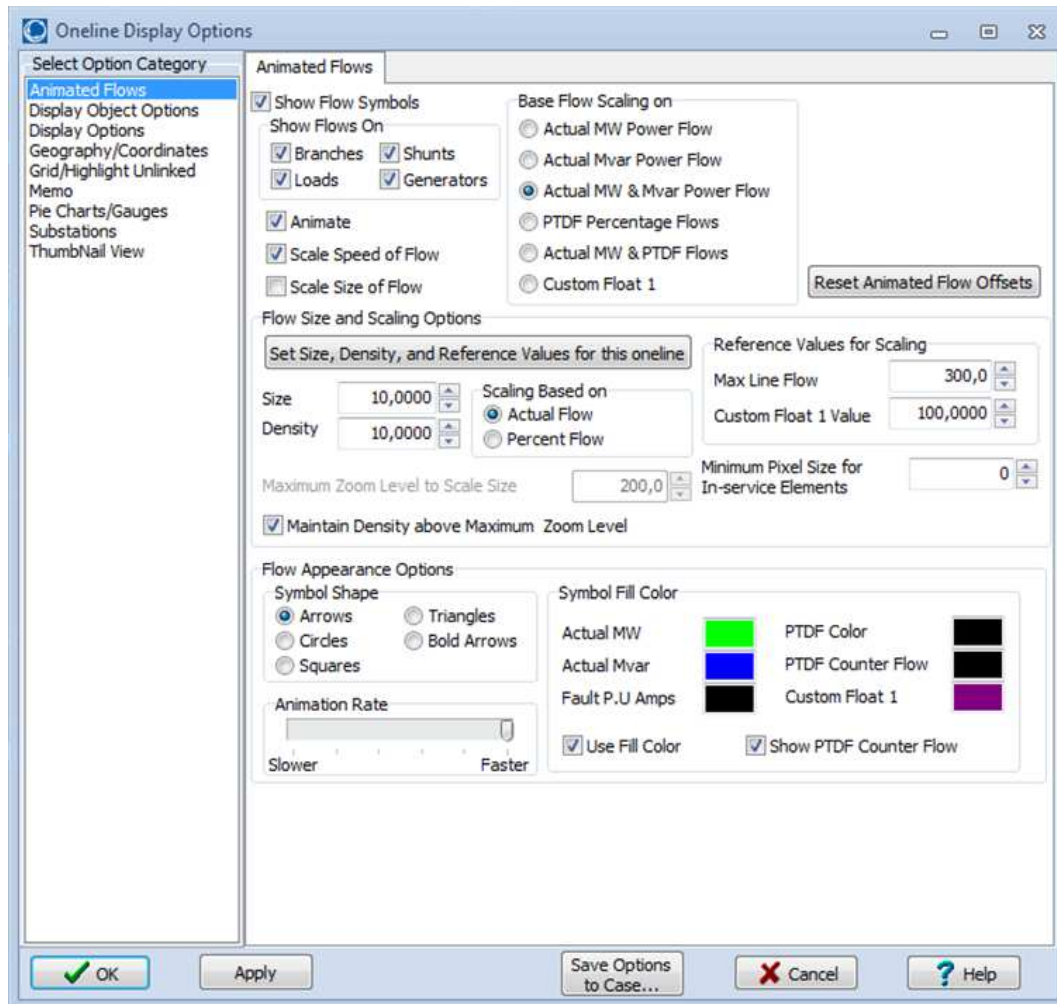 Oneline Display Options
Select Option Category
Animated Flows
Display Object Options
Display Options
Geography/Coordinates
Grid/Highlight Unlinked
Memo
Pie Charts/Gauges
Substations
ThumbNail View
Animated Flows
Show Flow Symbols
Show Flows On
Branches Shunts
Loads Generators
Animate
Scale Speed of Flow
Scale Size of Flow
Base Flow Scaling on
Actual MW Power Flow
Actual Mvar Power Flow
Actual MW & Mvar Power Flow
PTDF Percentage Flows
Actual MW & PTDF Flows
Custom Float 1
Reset Animated Flow Offsets
Flow Size and Scaling Options
Set Size, Density, and Reference Values for this oneline
Size 10,0000
Density 10,0000
Scaling Based on
Actual Flow
Percent Flow
Reference Values for Scaling
Max Line Flow 300,0
Custom Float 1 Value 100,0000
Maximum Zoom Level to Scale Size 200,0
Minimum Pixel Size for
In-service Elements 0
Maintain Density above Maximum Zoom Level
Flow Appearance Options
Symbol Shape
Arrows Triangles
Circles Bold Arrows
Squares
Animation Rate
Slower Faster
Symbol Fill Color
Actual MW PTDF Color
Actual Mvar PTDF Counter Flow
Fault P.U Amps Custom Float 1
Use Fill Color Show PTDF Counter Flow
OK
Apply
Save Options
to Case...
Cancel
? Help